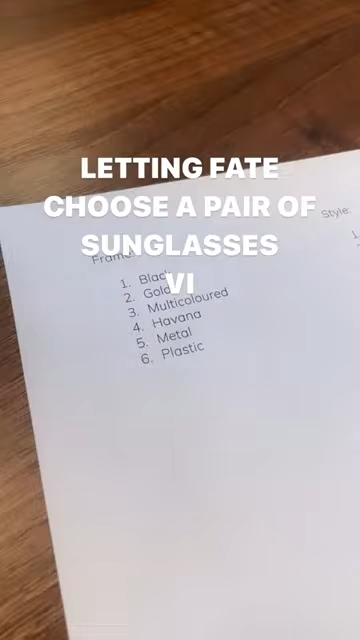 LETTING FATE
CHOOSE A PAIR OF
SUNGLASSES
VI
Frame:
1. Black
2. Gold
3. Multicoloured
4. Havana
5. Metal
6. Plastic
Style:
1.